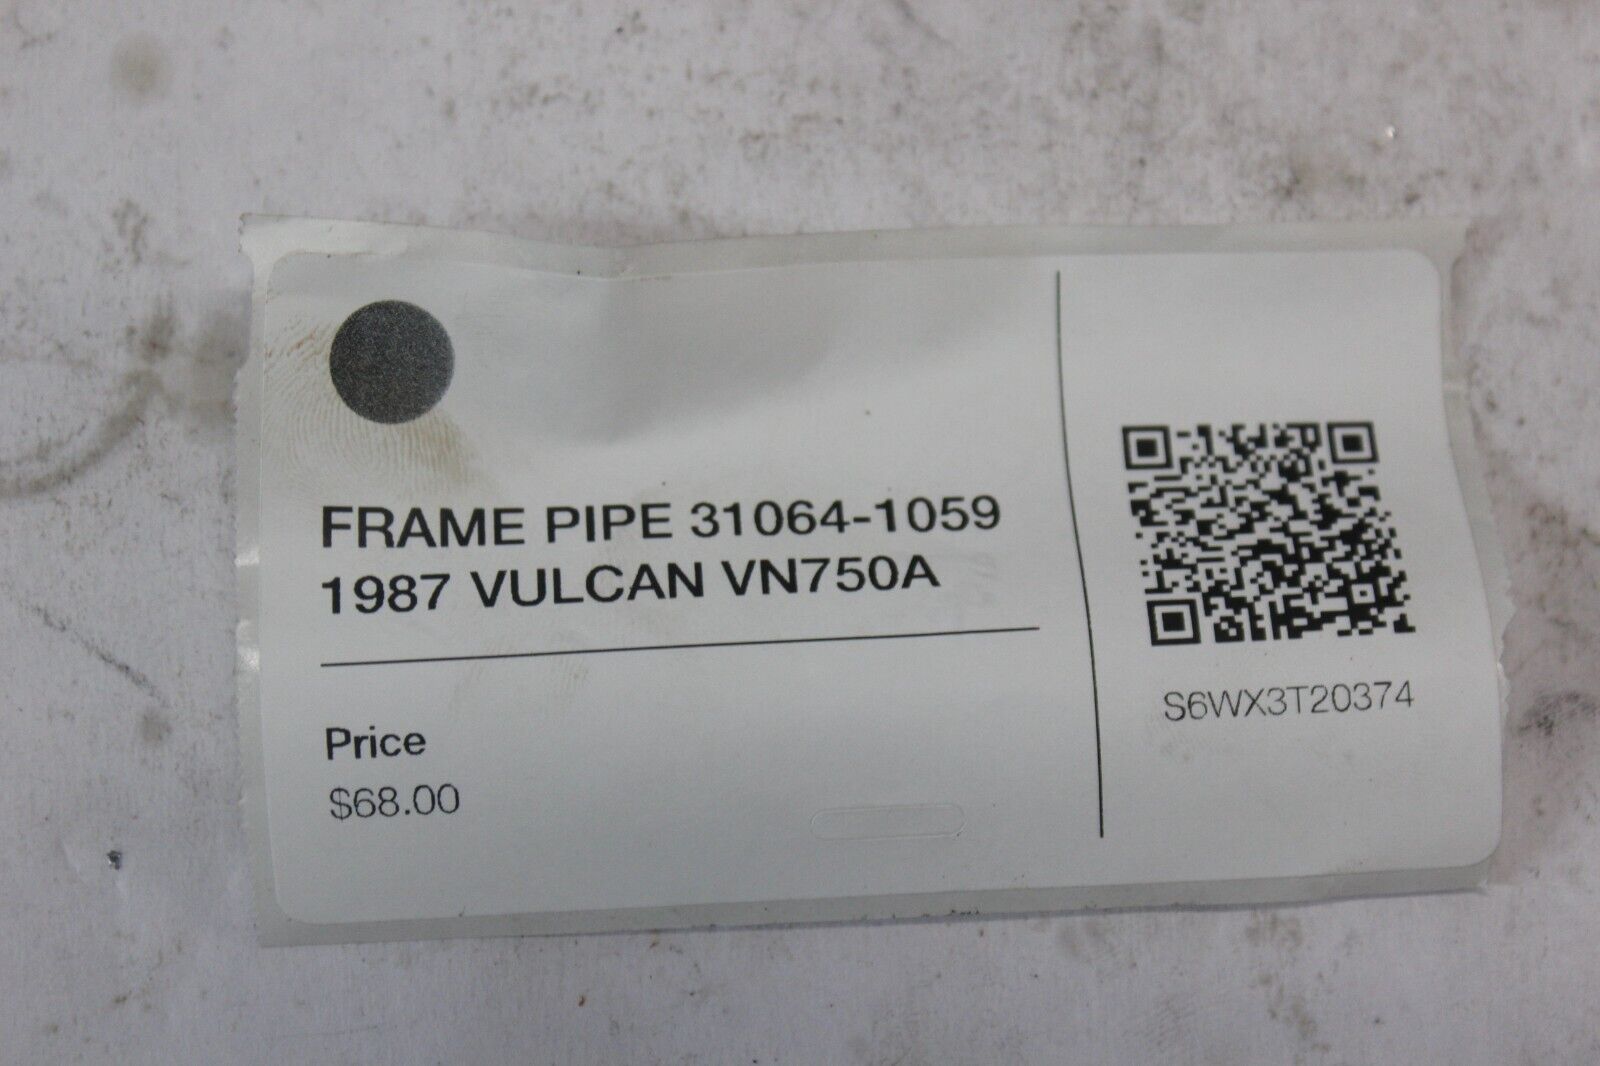 FRAME PIPE 31064-1059
1987 VULCAN VN750A
Price
$68.00
S6WX3T20374